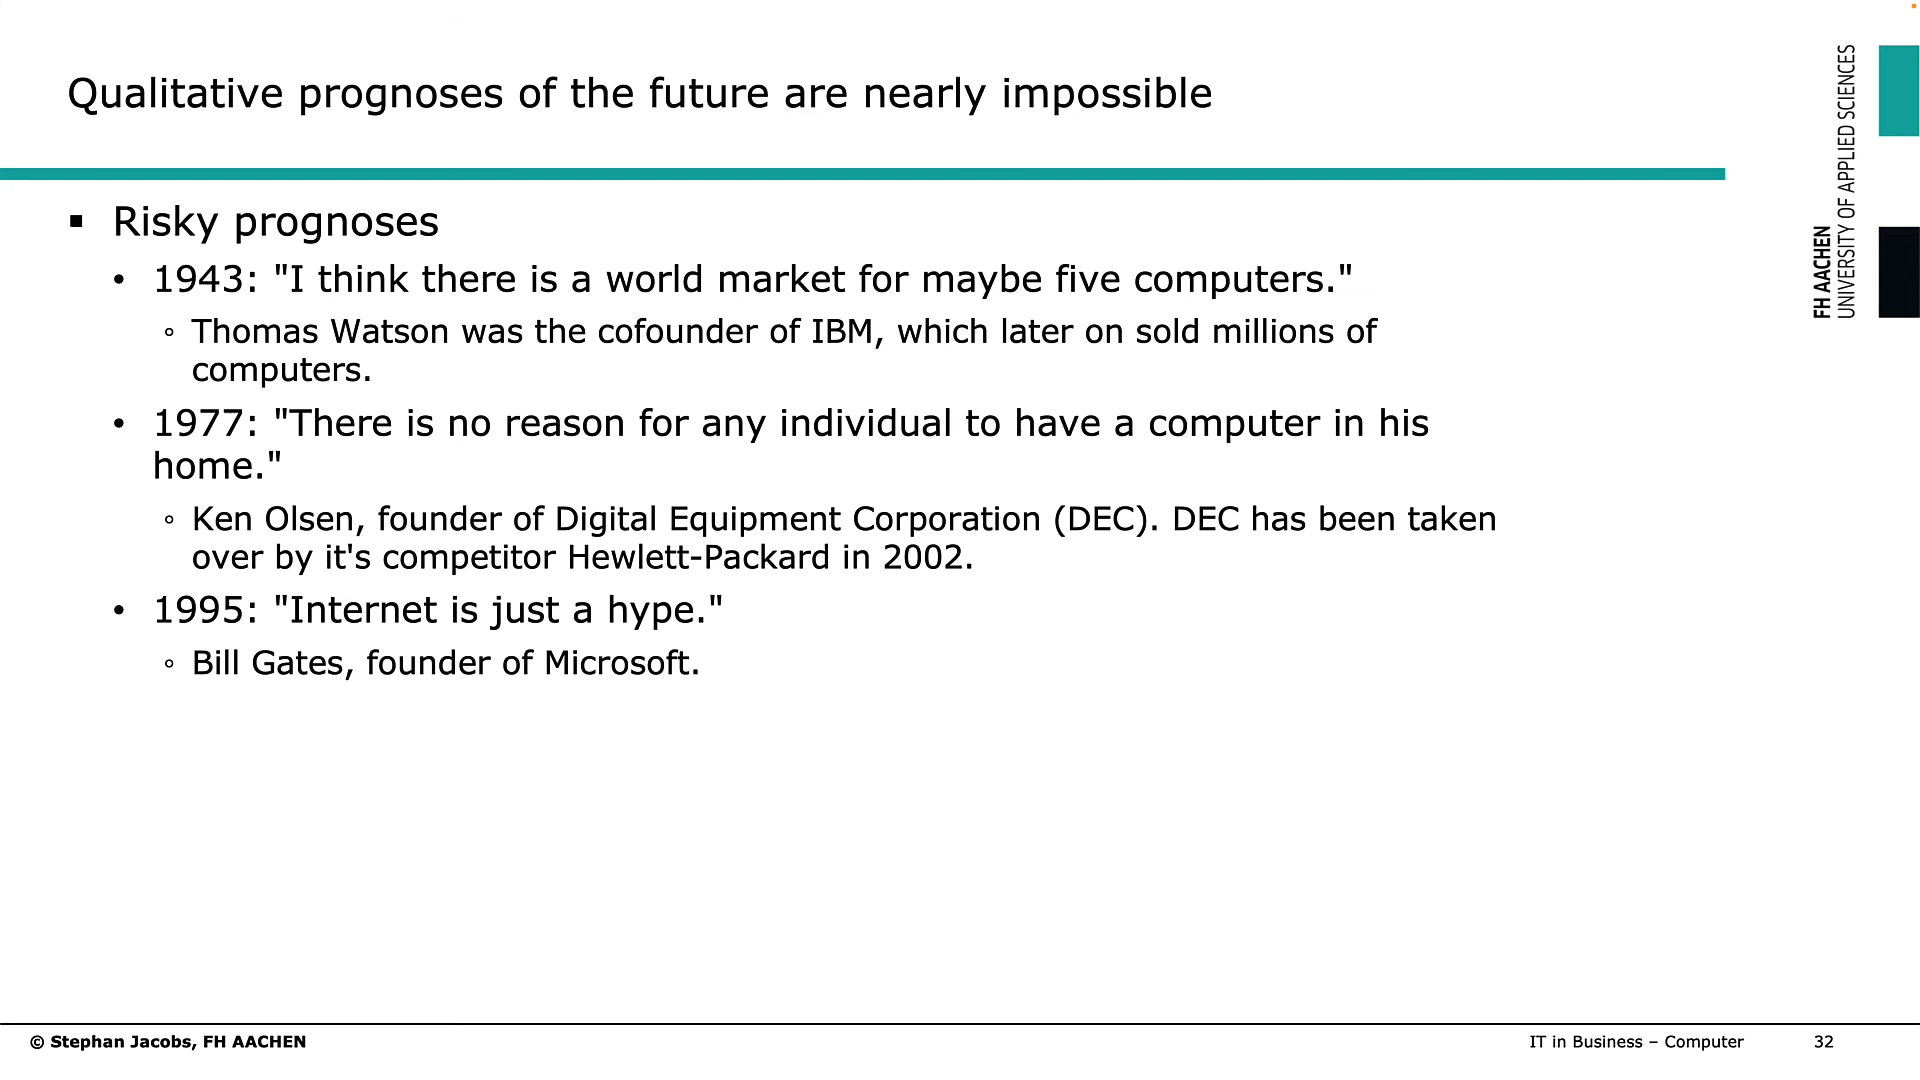 Qualitative prognoses of the future are nearly impossible
FH AACHEN
UNIVERSITY OF APPLIED SCIENCES
▪ Risky prognoses
• 1943: "I think there is a world market for maybe five computers."
◦ Thomas Watson was the cofounder of IBM, which later on sold millions of
computers.
• 1977: "There is no reason for any individual to have a computer in his
home."
◦ Ken Olsen, founder of Digital Equipment Corporation (DEC). DEC has been taken
over by it's competitor Hewlett-Packard in 2002.
• 1995: "Internet is just a hype."
◦ Bill Gates, founder of Microsoft.
© Stephan Jacobs, FH AACHEN
IT in Business – Computer
32